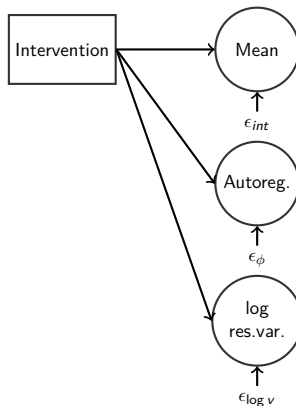 Intervention
Mean
ϵ_int
Autoreg.
ϵ_ϕ
log
res.var.
ϵ_log v